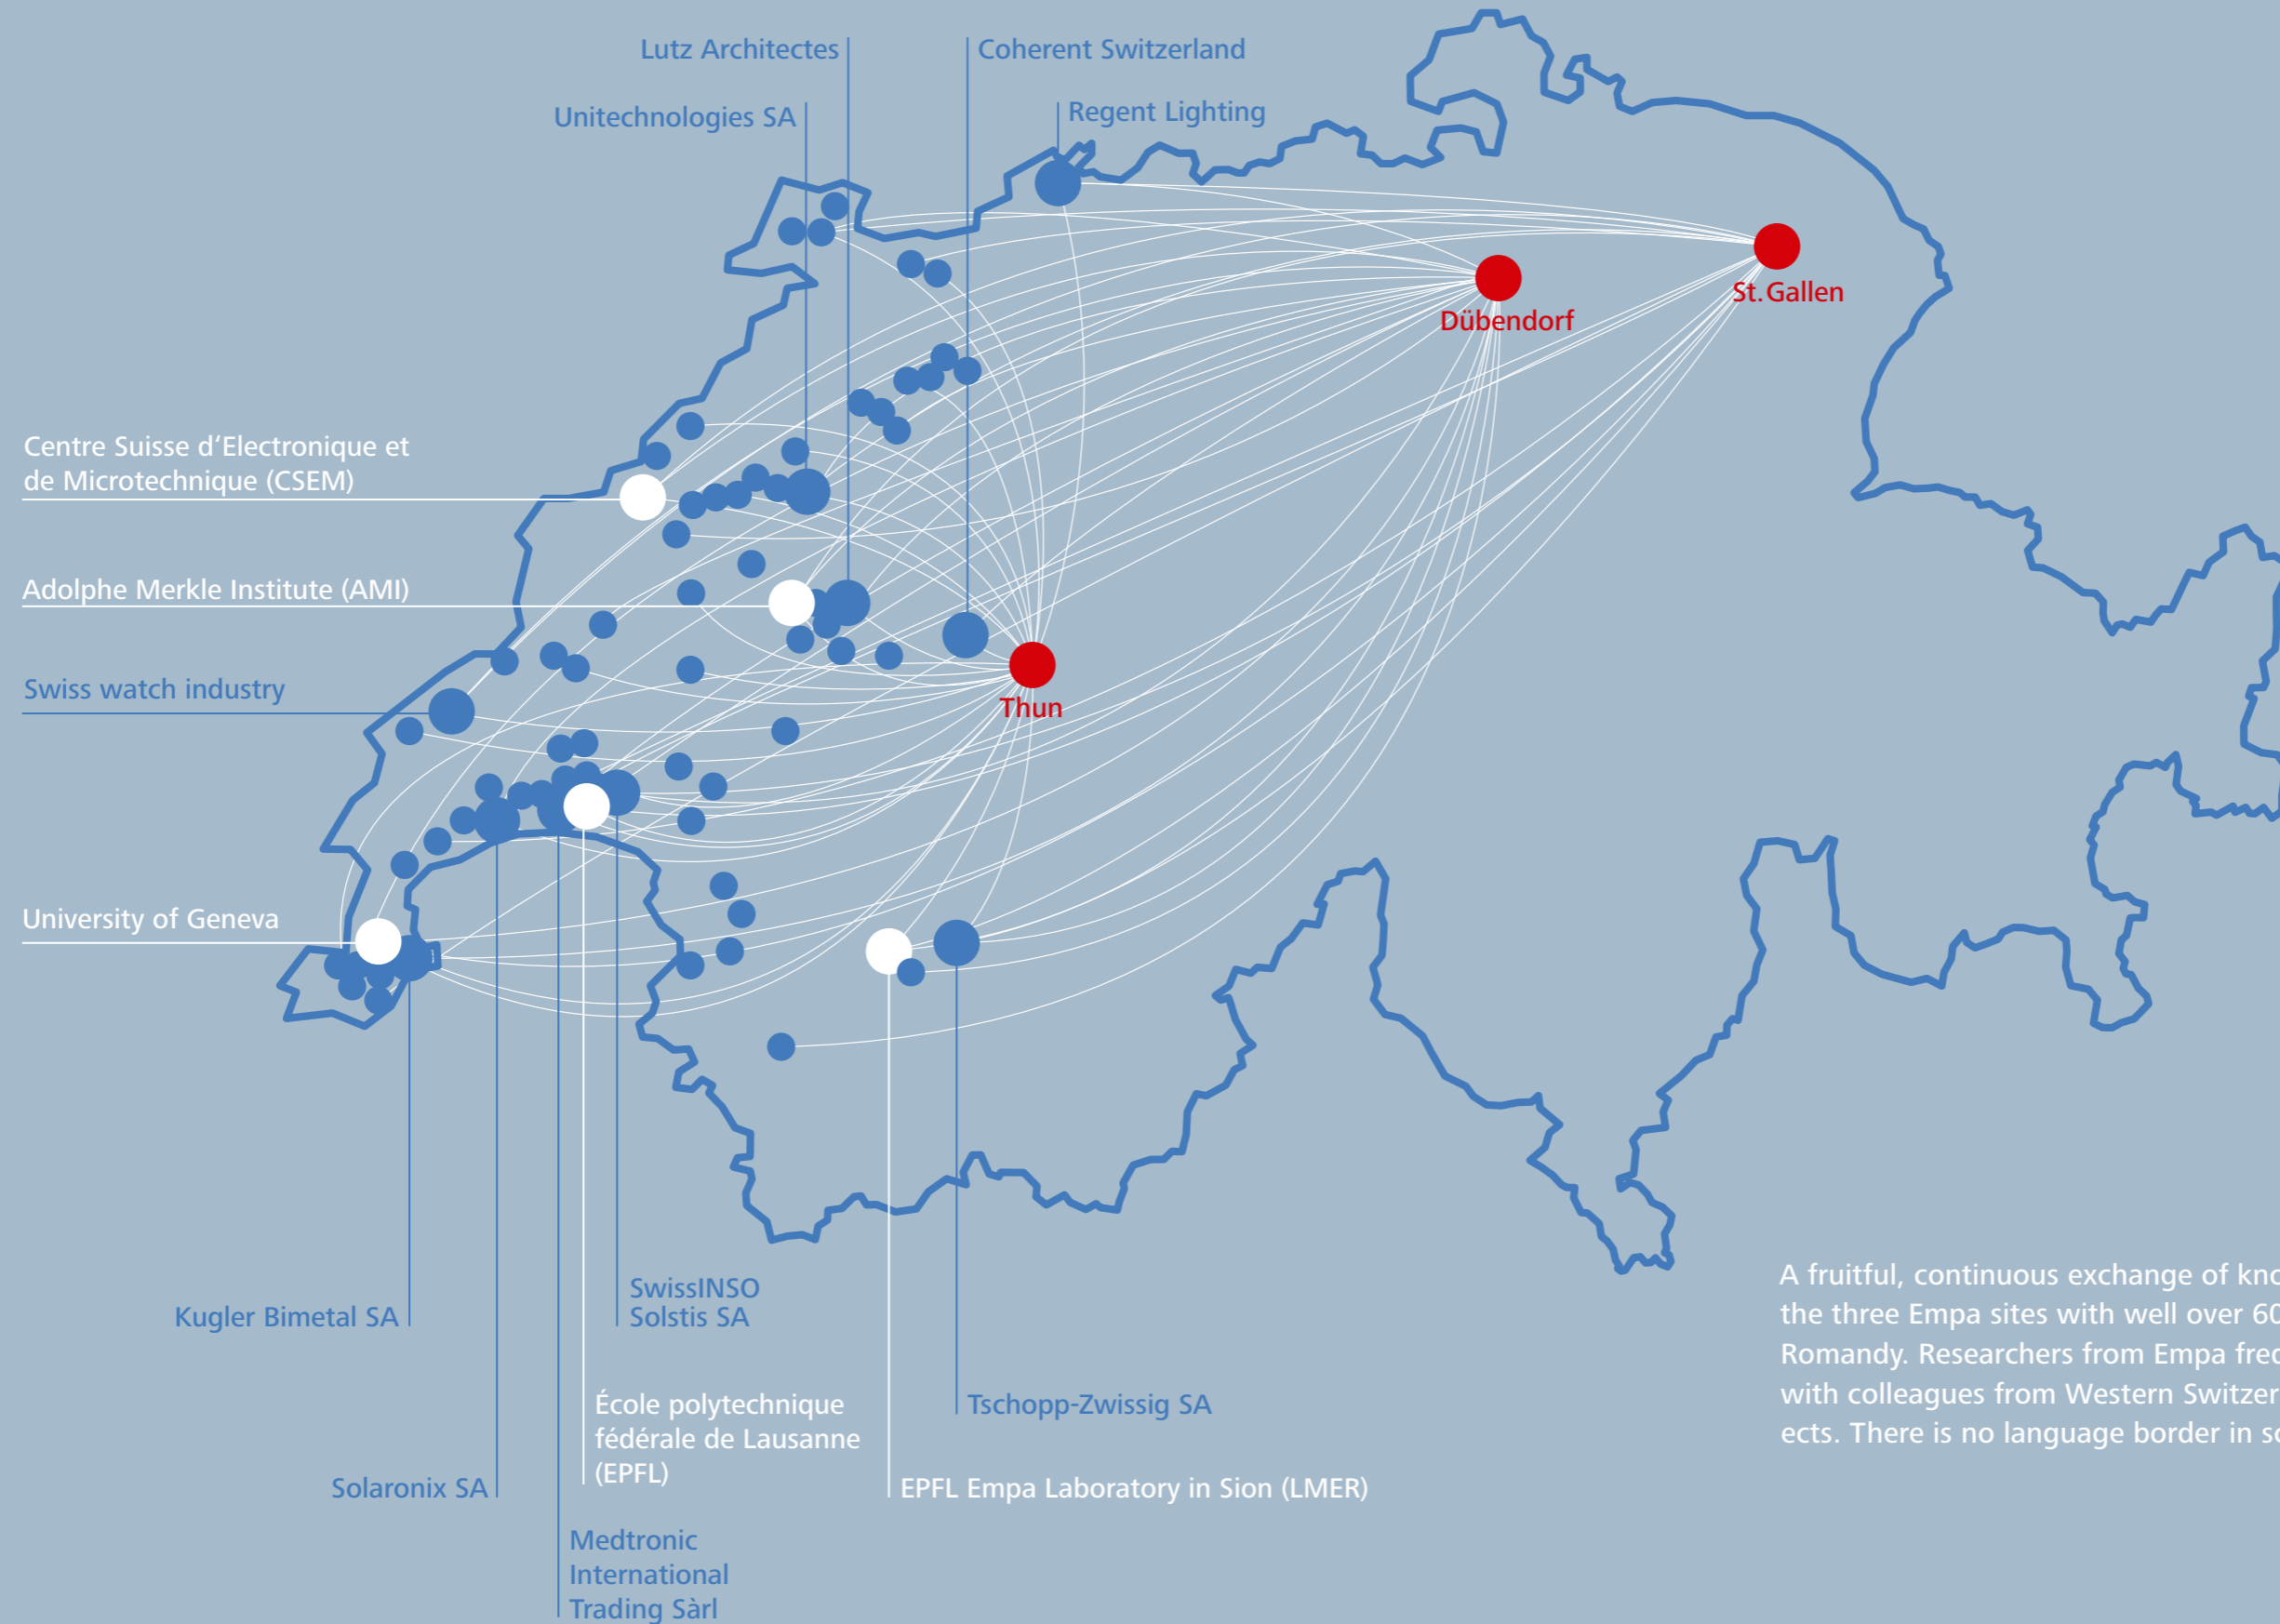 Lutz Architectes
Coherent Switzerland
Unitechnologies SA
Regent Lighting
St. Gallen
Dübendorf
Centre Suisse d‘Electronique et
de Microtechnique (CSEM)
Adolphe Merkle Institute (AMI)
Swiss watch industry
Thun
University of Geneva
Kugler Bimetal SA
SwissINSO
Solstis SA
École polytechnique
fédérale de Lausanne
(EPFL)
Tschopp-Zwissig SA
Solaronix SA
EPFL Empa Laboratory in Sion (LMER)
Medtronic
International
Trading Sàrl
A fruitful, continuous exchange of
the three Empa sites with well over 60
Romandy. Researchers from Empa
with colleagues from Western
ects. There is no language border in